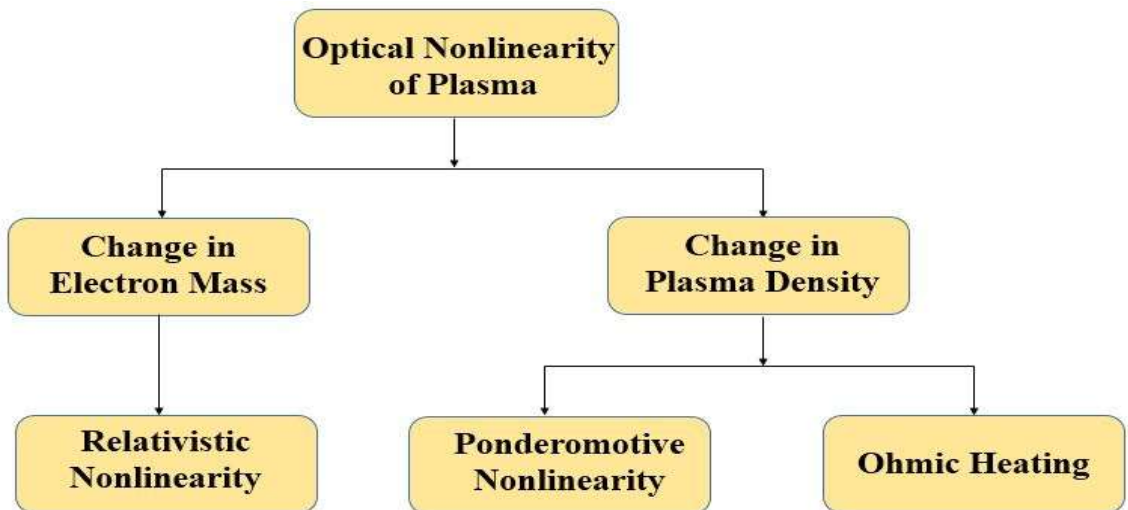 Optical Nonlinearity
of Plasma
Change in
Electron Mass
Change in
Plasma Density
Relativistic
Nonlinearity
Ponderomotive
Nonlinearity
Ohmic Heating